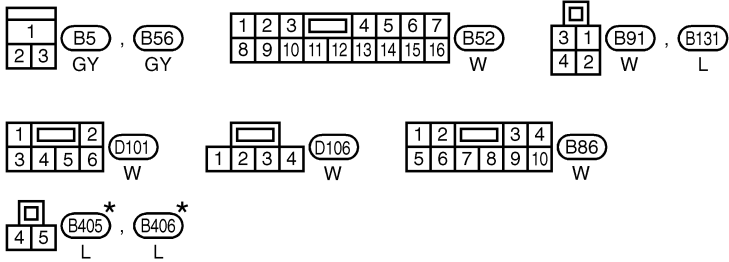 1 2 3 B5 , B56 GY GY
1 2 3 4 5 6 7 8 9 10 11 12 13 14 15 16 B52 W
3 1 4 2 B91 , B131 W L
1 2 3 4 5 6 D101 W
1 2 3 4 D106 W
1 2 3 4 5 6 7 8 9 10 B86 W
4 5 B405* , B406* L L